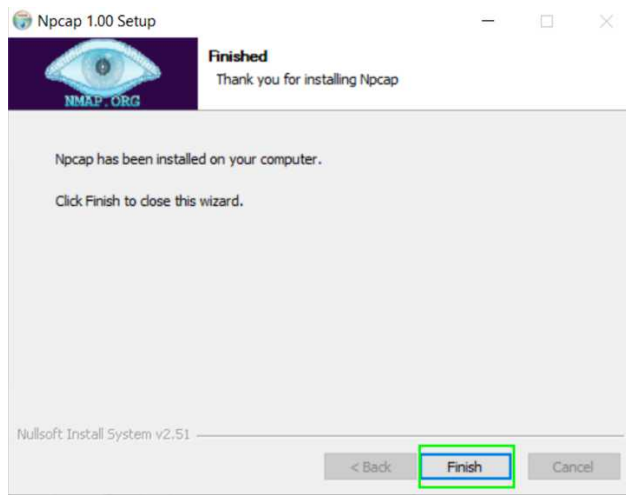 Npcap 1.00 Setup
Finished
Thank you for installing Npcap
NMAP.ORG
Npcap has been installed on your computer.
Click Finish to close this wizard.
Nullsoft Install System v2.51
< Back
Finish
Cancel